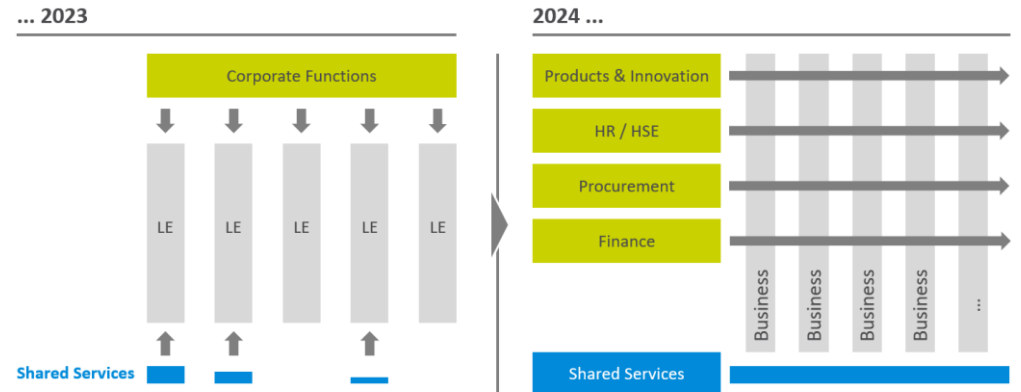 ... 2023
Corporate Functions
LE
LE
LE
LE
LE
Shared Services
2024 ...
Products & Innovation
HR / HSE
Procurement
Finance
Business
Business
Business
Business
...
Shared Services